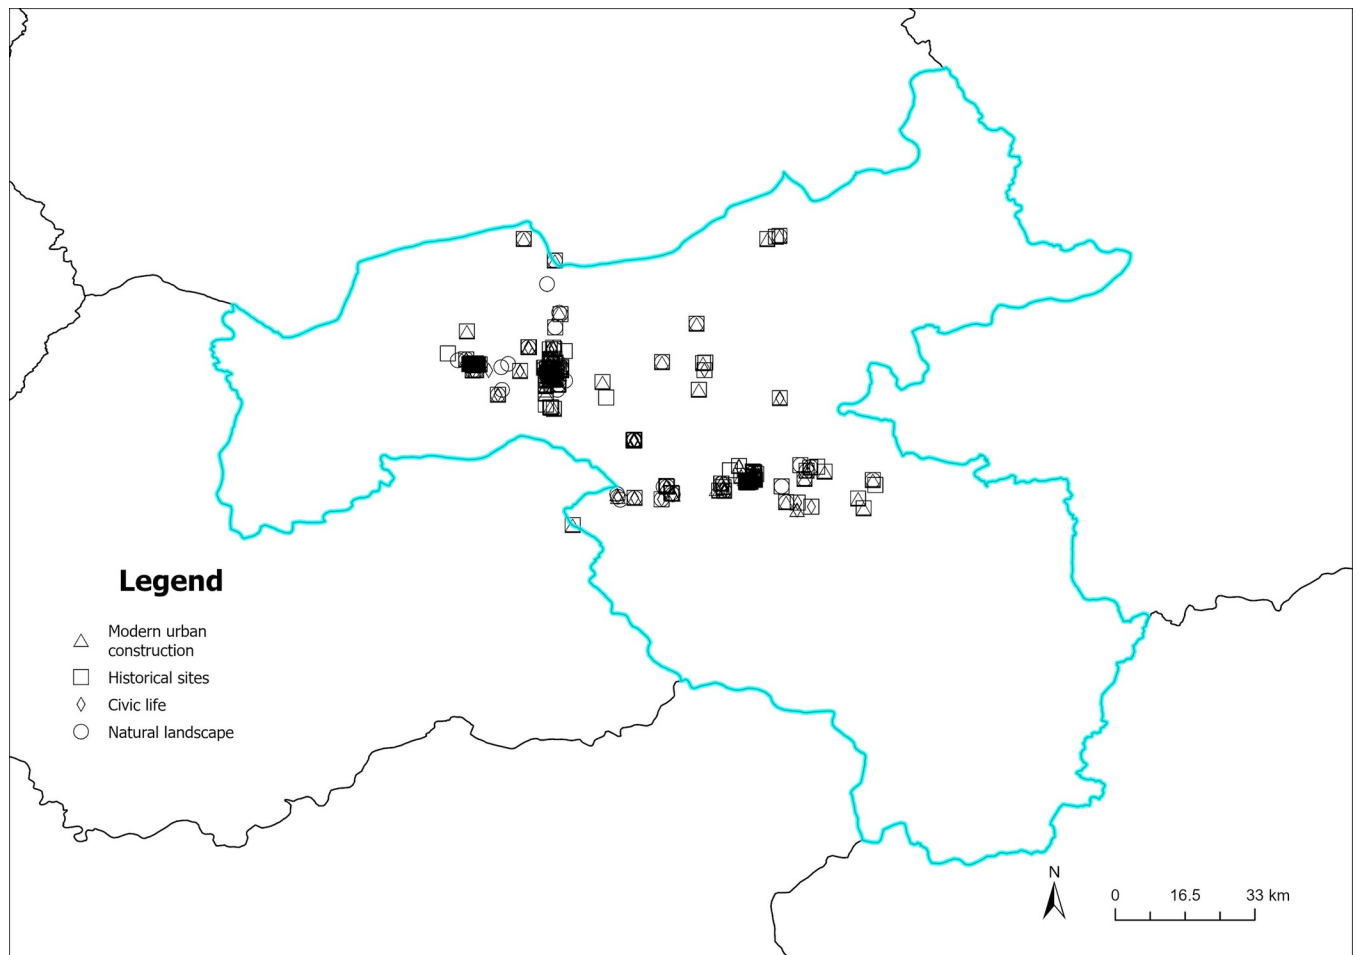 Legend
Modern urban
construction
Historical sites
Civic life
Natural landscape
N
0 16.5 33 km